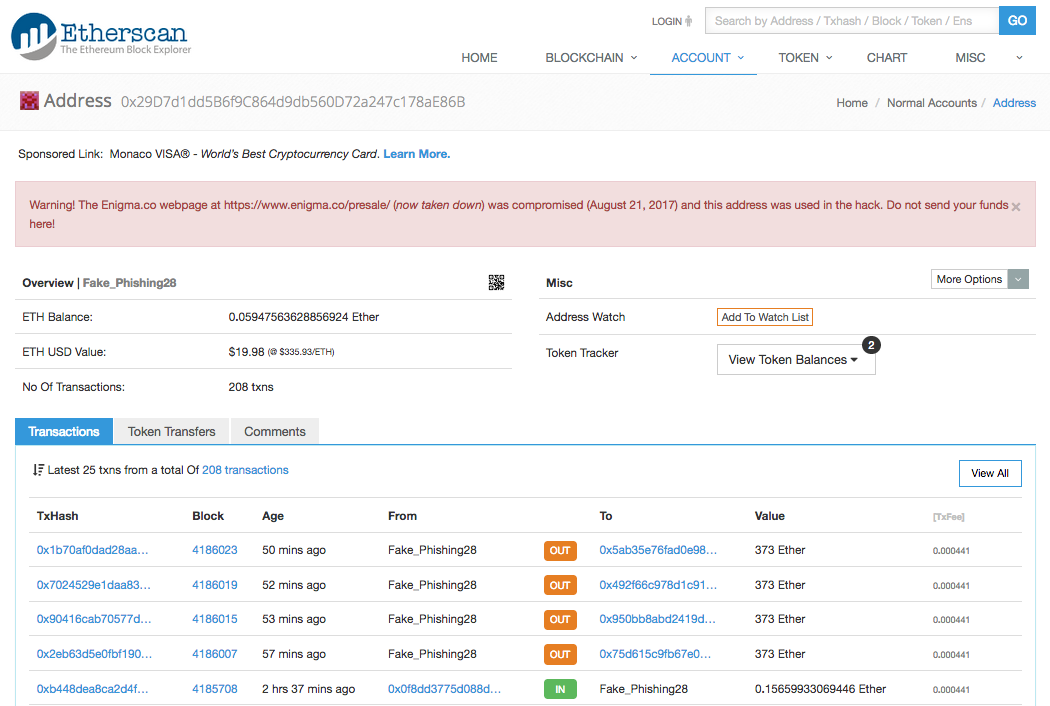 Etherscan
The Ethereum Block Explorer
LOGIN
Search by Address / Txhash / Block / Token / Ens
GO
HOME BLOCKCHAIN ACCOUNT TOKEN CHART MISC
Address 0x29D7d1dd5B6f9C864d9db560D72a247c178aE86B
Home / Normal Accounts / Address
Sponsored Link: Monaco VISA® - World's Best Cryptocurrency Card. Learn More.
Warning! The Enigma.co webpage at https://www.enigma.co/presale/ (now taken down) was compromised (August 21, 2017) and this address was used in the hack. Do not send your funds
here!
Overview | Fake_Phishing28
ETH Balance: 0.05947563628856924 Ether
ETH USD Value: $19.98 (@ $335.93/ETH)
No Of Transactions: 208 txns
Misc More Options
Address Watch Add To Watch List
Token Tracker View Token Balances 2
Transactions Token Transfers Comments
Latest 25 txns from a total Of 208 transactions View All
TxHash Block Age From To Value [TxFee]
0x1b70af0dad28aa... 4186023 50 mins ago Fake_Phishing28 OUT 0x5ab35e76fad0e98... 373 Ether 0.000441
0x7024529e1daa83... 4186019 52 mins ago Fake_Phishing28 OUT 0x492f66c978d1c91... 373 Ether 0.000441
0x90416cab70577d... 4186015 53 mins ago Fake_Phishing28 OUT 0x950bb8abd2419d... 373 Ether 0.000441
0x2eb63d5e0fbf190... 4186007 57 mins ago Fake_Phishing28 OUT 0x75d615c9fb67e0... 373 Ether 0.000441
0xb448dea8ca2d4f... 4185708 2 hrs 37 mins ago 0x0f8dd3775d088d... IN Fake_Phishing28 0.15659933069446 Ether 0.000441